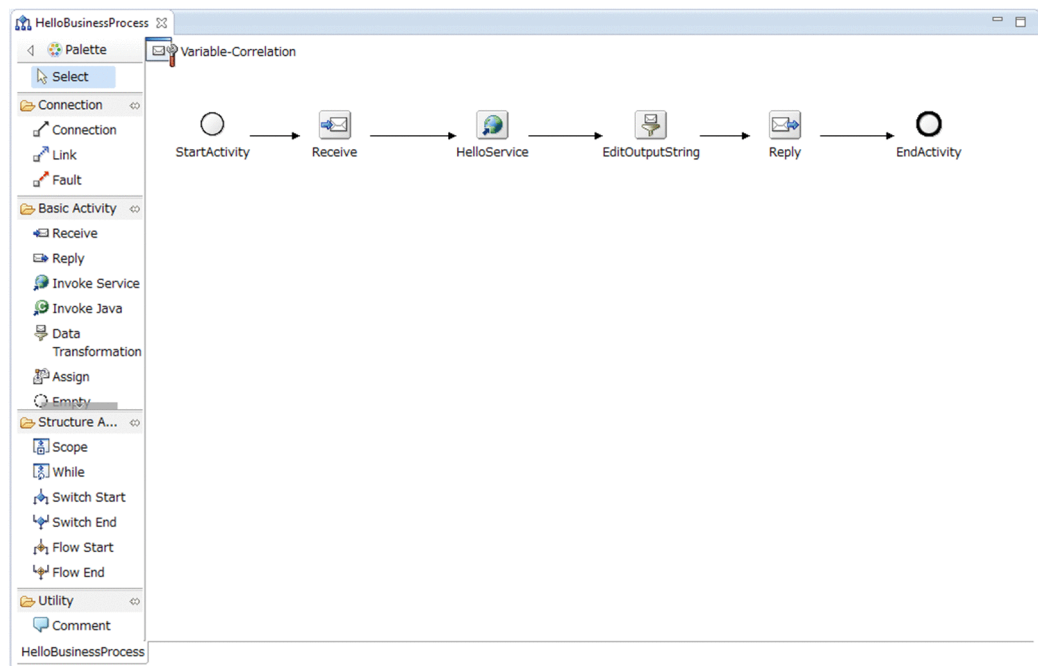 HelloBusinessProcess
Palette
Variable-Correlation
Select
Connection
Connection
Link
Fault
StartActivity
Receive
HelloService
EditOutputString
Reply
EndActivity
Basic Activity
Receive
Reply
Invoke Service
Invoke Java
Data
Transformation
Assign
Empty
Structure A...
Scope
While
Switch Start
Switch End
Flow Start
Flow End
Utility
Comment
HelloBusinessProcess